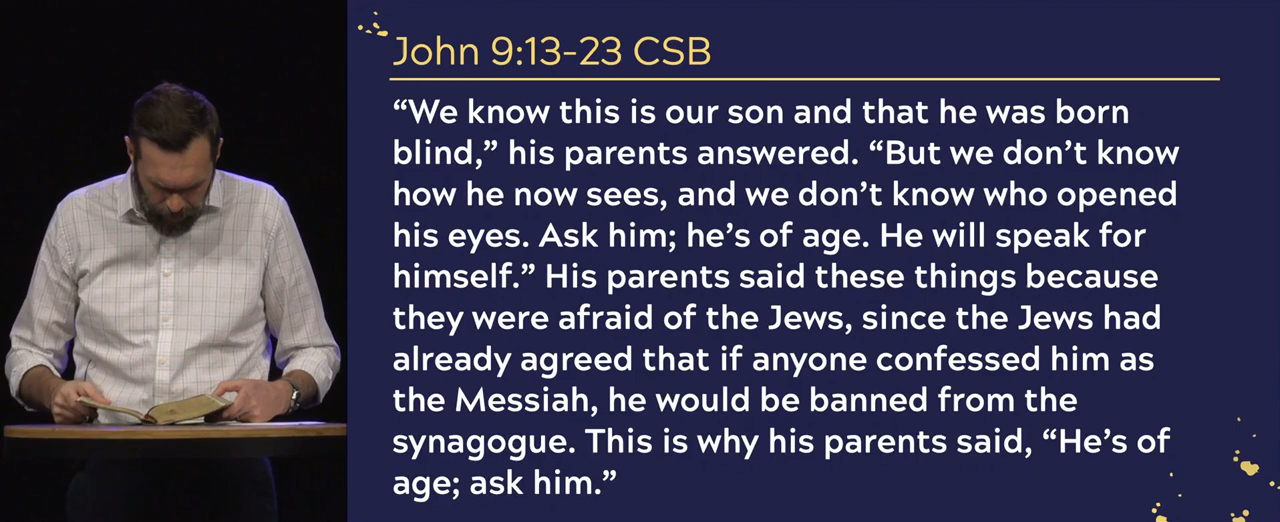 John 9:13-23 CSB
“We know this is our son and that he was born
blind,” his parents answered. “But we don’t know
how he now sees, and we don’t know who opened
his eyes. Ask him; he’s of age. He will speak for
himself.” His parents said these things because
they were afraid of the Jews, since the Jews had
already agreed that if anyone confessed him as
the Messiah, he would be banned from the
synagogue. This is why his parents said, “He’s of
age; ask him.”